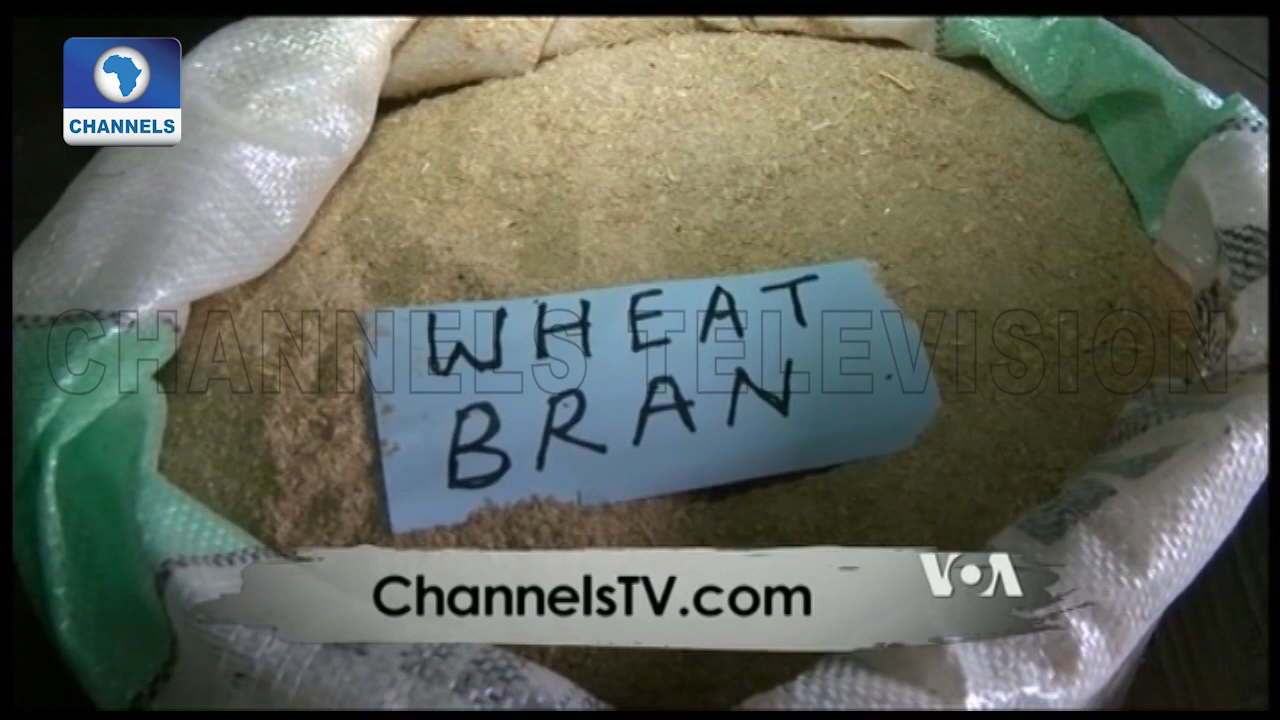 CHANNELS
WHEAT
BRAN
CHANNELS TELEVISION
ChannelsTV.com
VOA